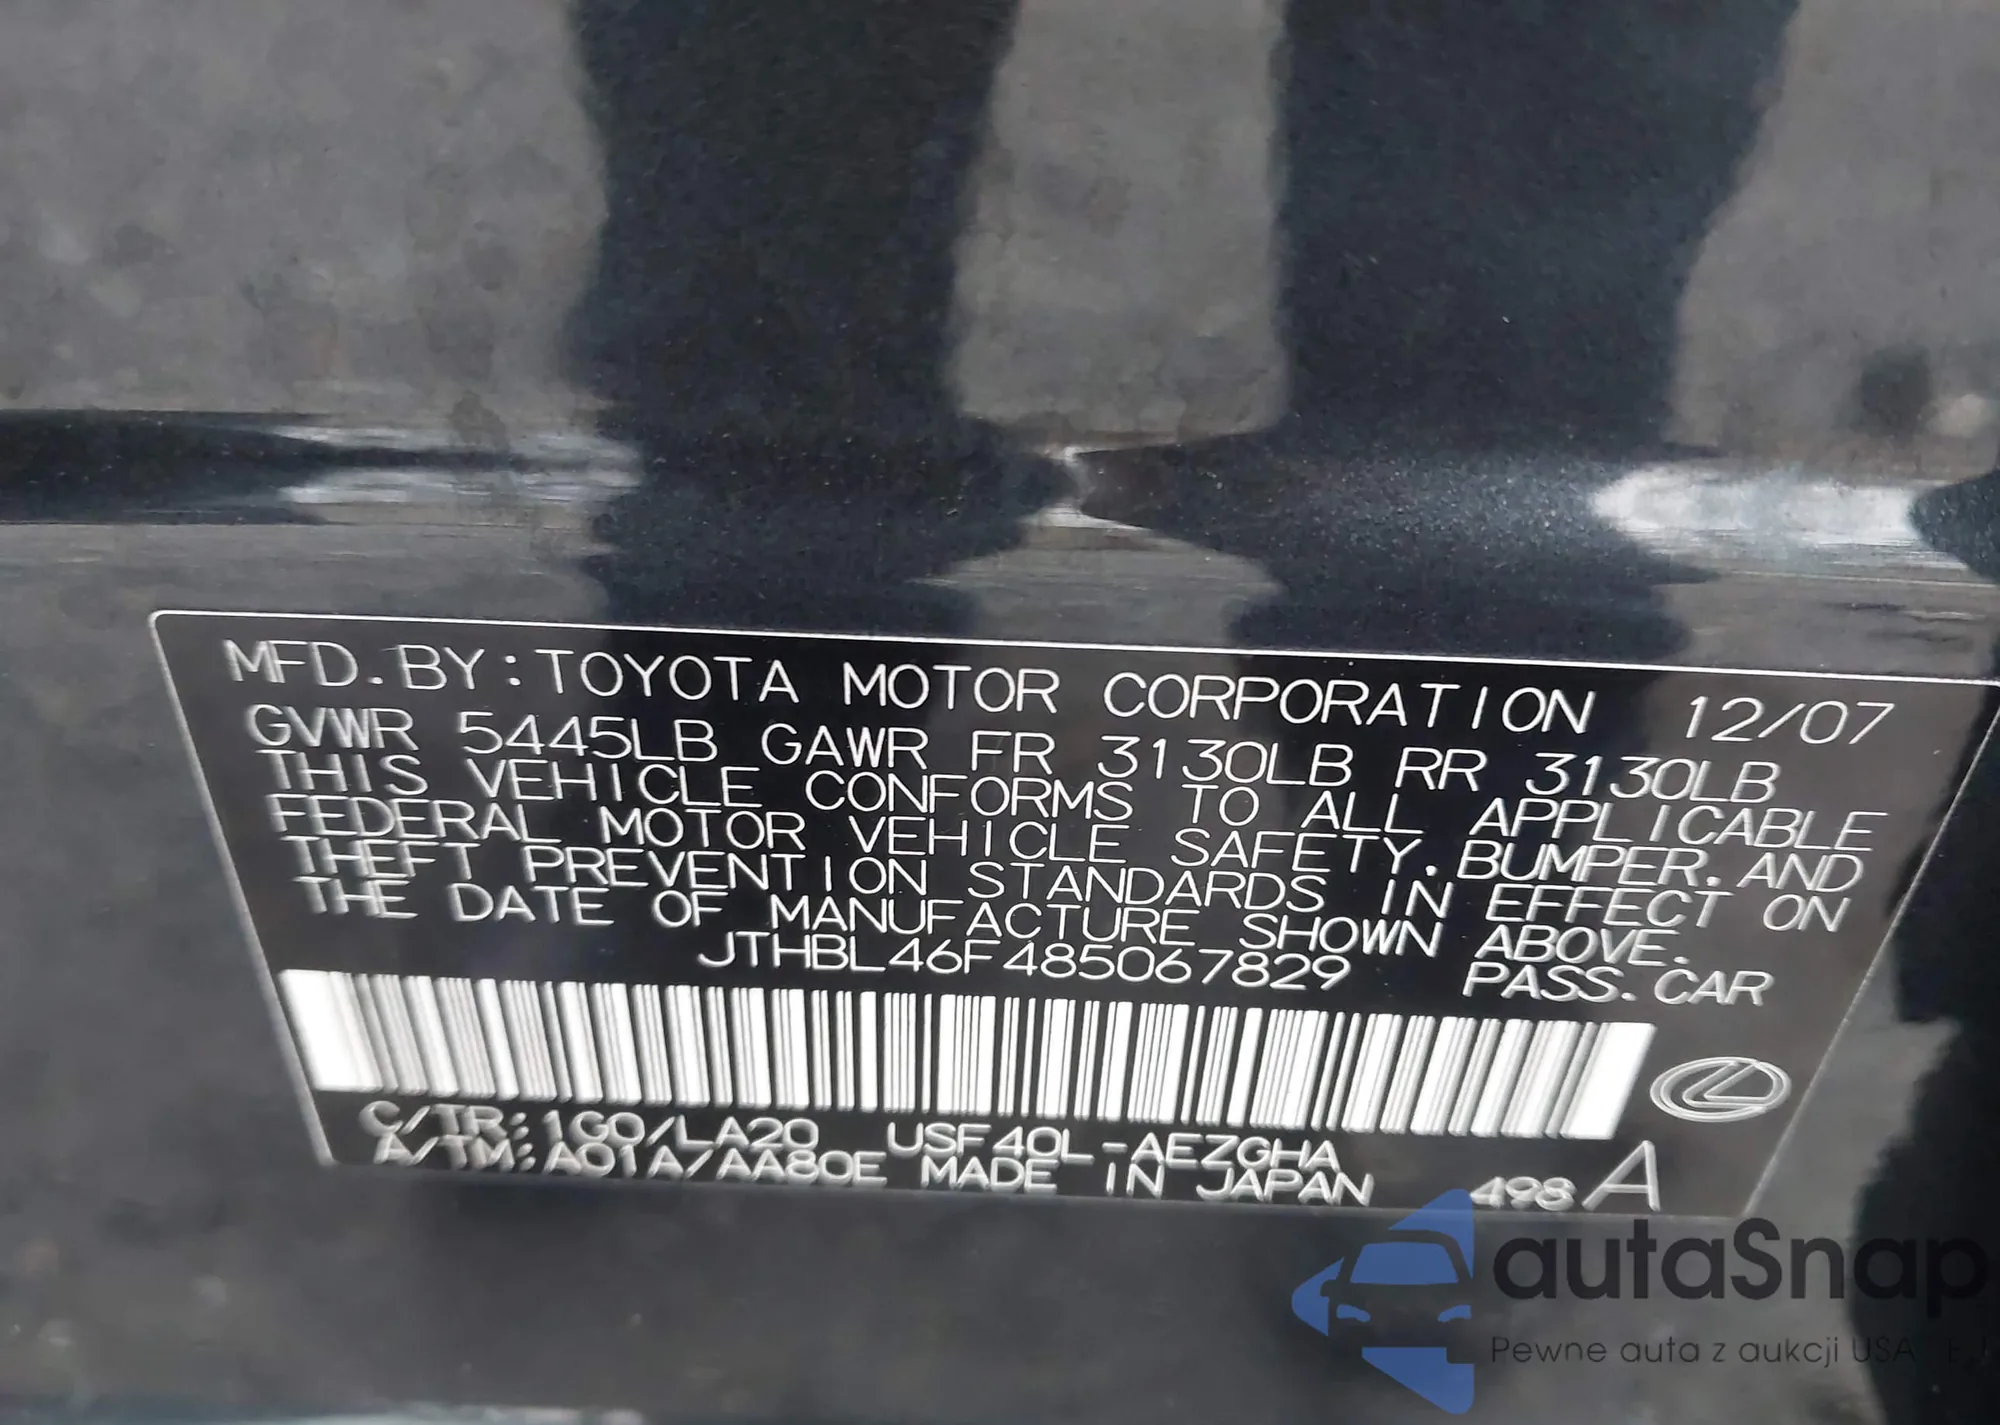 MFD. BY: TOYOTA MOTOR CORPORATION 12/07
GVWR 5445LB GAWR FR 3130LB RR 3130LB
THIS VEHICLE CONFORMS TO ALL APPLICABLE
FEDERAL MOTOR VEHICLE SAFETY, BUMPER, AND
THEFT PREVENTION STANDARDS IN EFFECT ON
THE DATE OF MANUFACTURE SHOWN ABOVE.
JTHBL46F485067829 PASS. CAR
C/TR: 1G0/LA20 USF40L-AEZGHA
A/TM: A01A/AA80E MADE IN JAPAN 498 A
autaSnap
Pewne auta z aukcji USA